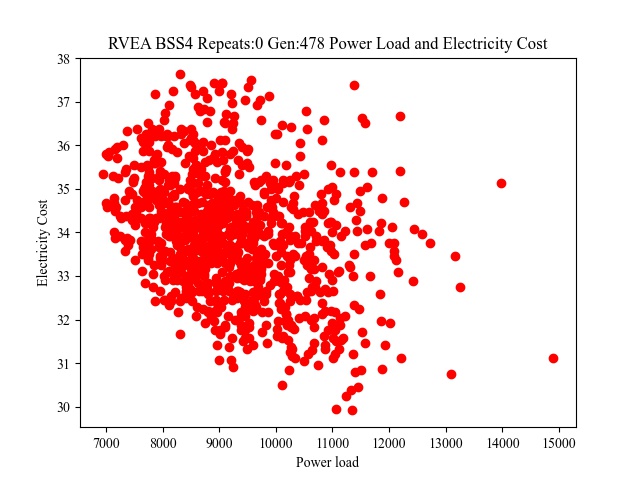 RVEA BSS4 Repeats:0 Gen:478 Power Load and Electricity Cost
38
37
36
35
34
33
32
31
30
Electricity Cost
7000 8000 9000 10000 11000 12000 13000 14000 15000
Power load